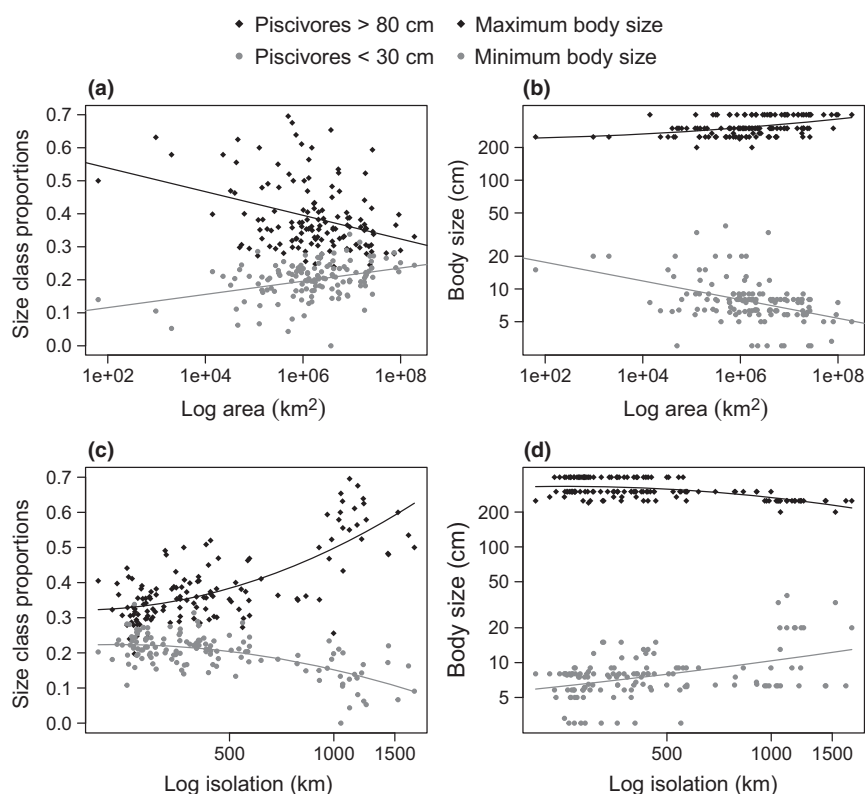 Piscivores > 80 cm
Maximum body size
Piscivores < 30 cm
Minimum body size
(a)
0.7
0.6
0.5
0.4
0.3
0.2
0.1
0.0
Size class proportions
1e+02
1e+04
1e+06
1e+08
Log area (km²)
(b)
200
100
50
20
10
5
Body size (cm)
1e+02
1e+04
1e+06
1e+08
Log area (km²)
(c)
0.7
0.6
0.5
0.4
0.3
0.2
0.1
0.0
Size class proportions
500
1000
1500
Log isolation (km)
(d)
200
100
50
20
10
5
Body size (cm)
500
1000
1500
Log isolation (km)